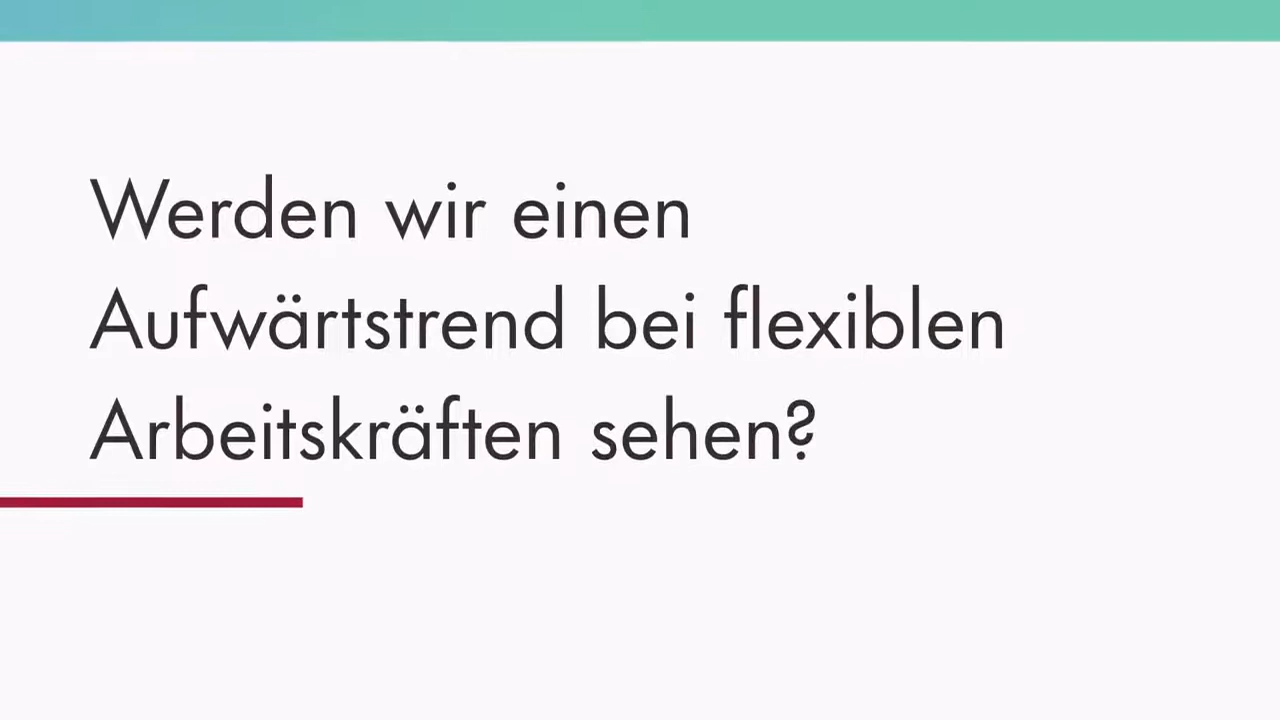 Werden wir einen
Aufwärtstrend bei flexiblen
Arbeitskräften sehen?